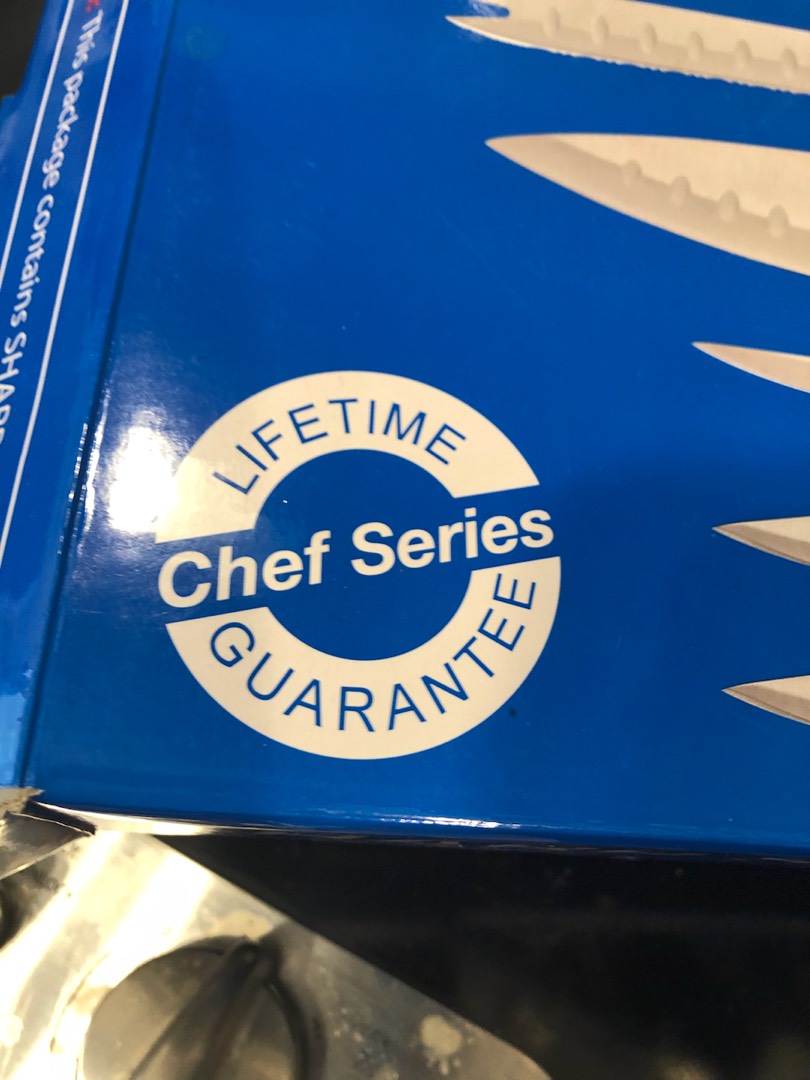 This package contains SHARP
LIFETIME
Chef Series
GUARANTEE